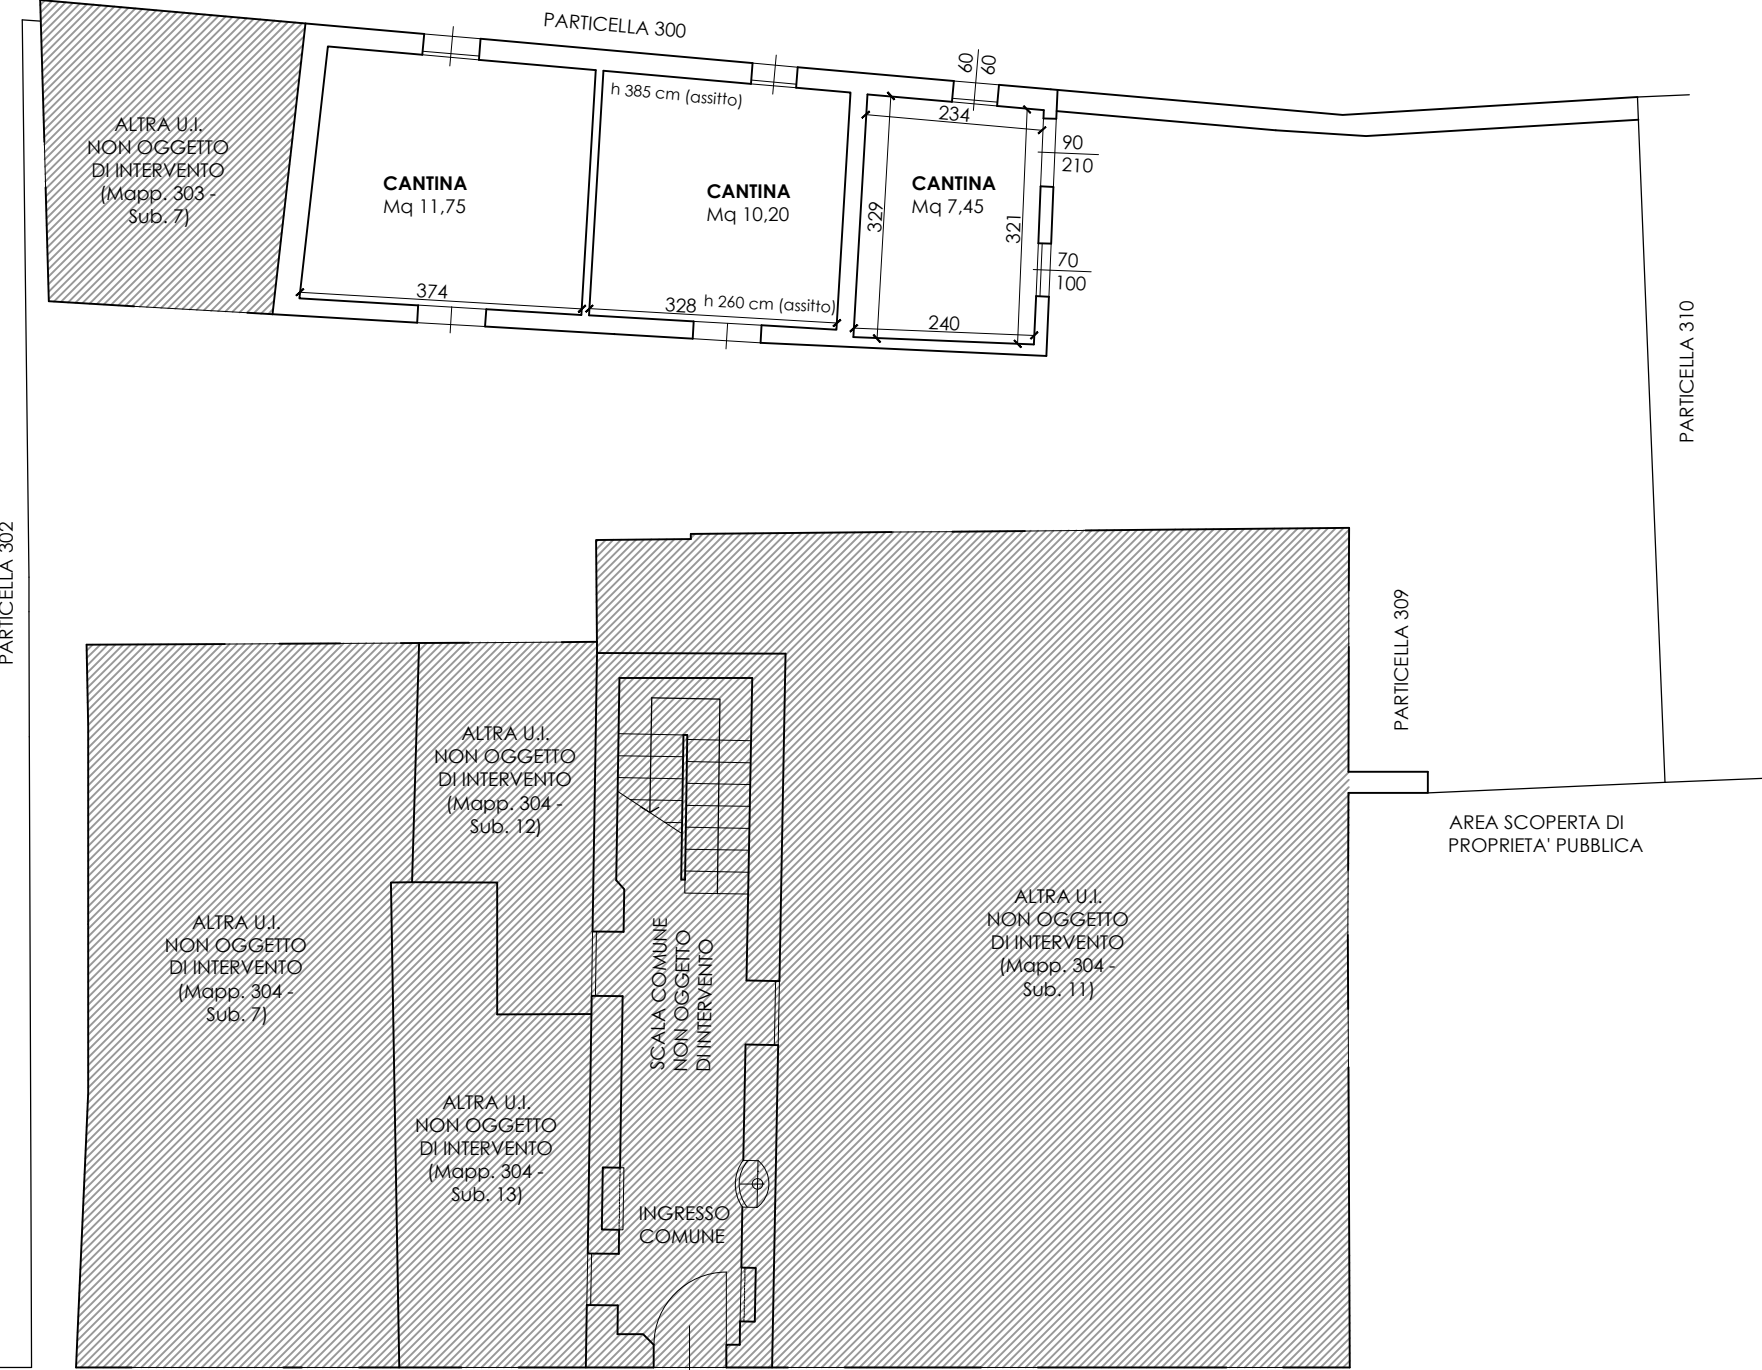 PARTICELLA 300
60
60
h 385 cm (assitto)
234
90
210
ALTRA U.I.
NON OGGETTO
DI INTERVENTO
(Mapp. 303 -
Sub. 7)
CANTINA
Mq 11,75
CANTINA
Mq 10,20
CANTINA
Mq 7,45
329
321
70
100
374
328
h 260 cm (assitto)
240
PARTICELLA 310
PARTICELLA 302
PARTICELLA 309
ALTRA U.I.
NON OGGETTO
DI INTERVENTO
(Mapp. 304 -
Sub. 12)
AREA SCOPERTA DI
PROPRIETA' PUBBLICA
ALTRA U.I.
NON OGGETTO
DI INTERVENTO
(Mapp. 304 -
Sub. 7)
SCALA COMUNE
NON OGGETTO
DI INTERVENTO
ALTRA U.I.
NON OGGETTO
DI INTERVENTO
(Mapp. 304 -
Sub. 11)
ALTRA U.I.
NON OGGETTO
DI INTERVENTO
(Mapp. 304 -
Sub. 13)
INGRESSO
COMUNE